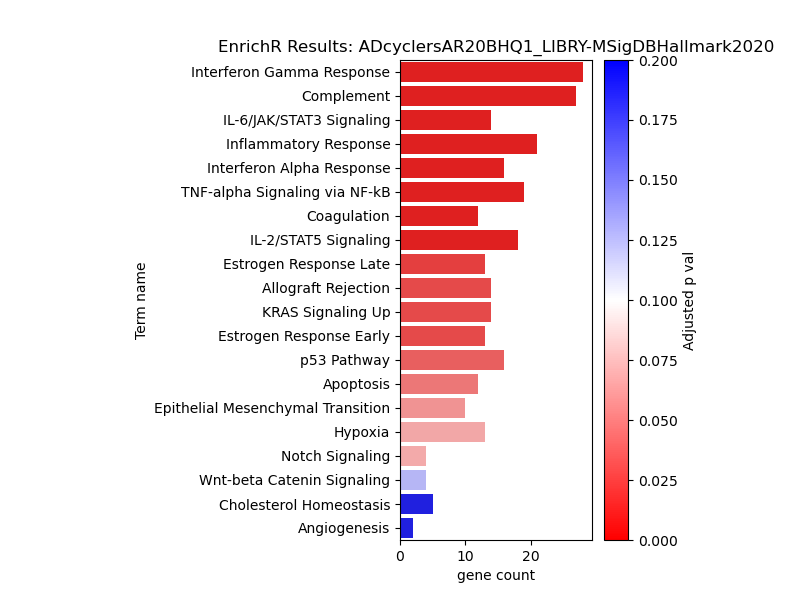 EnrichR Results: ADcyclersAR20BHQ1_LIBRY-MSigDBHallmark2020
Interferon Gamma Response
Complement
IL-6/JAK/STAT3 Signaling
Inflammatory Response
Interferon Alpha Response
TNF-alpha Signaling via NF-kB
Coagulation
IL-2/STAT5 Signaling
Estrogen Response Late
Allograft Rejection
KRAS Signaling Up
Estrogen Response Early
p53 Pathway
Apoptosis
Epithelial Mesenchymal Transition
Hypoxia
Notch Signaling
Wnt-beta Catenin Signaling
Cholesterol Homeostasis
Angiogenesis
Term name
0 10 20
gene count
0.200
0.175
0.150
0.125
0.100
0.075
0.050
0.025
0.000
Adjusted p val